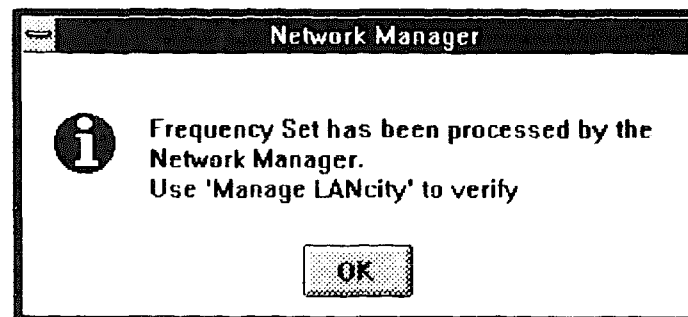 Network Manager
Frequency Set has been processed by the
Network Manager.
Use 'Manage LANcity' to verify
OK